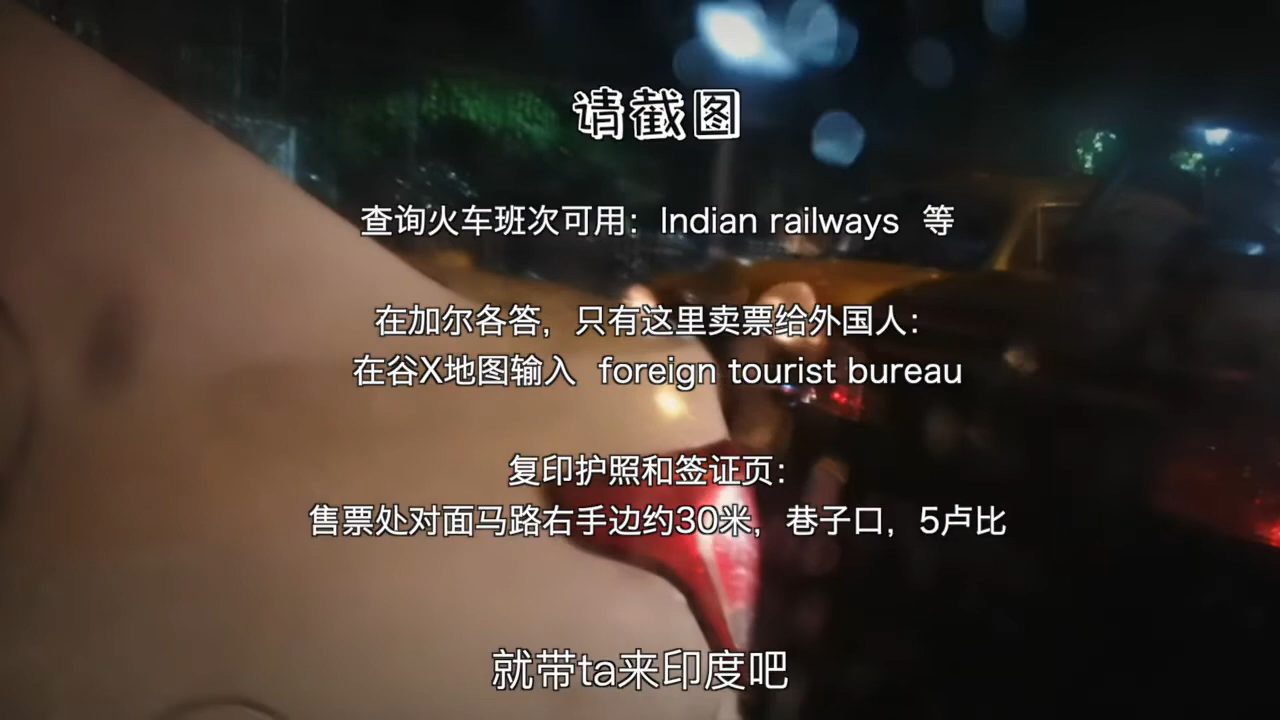 请截图
查询火车班次可用：Indian railways 等
在加尔各答，只有这里卖票给外国人：
在谷X地图输入 foreign tourist bureau
复印护照和签证页：
售票处对面马路右手边约30米，巷子口，5卢比
就带ta来印度吧